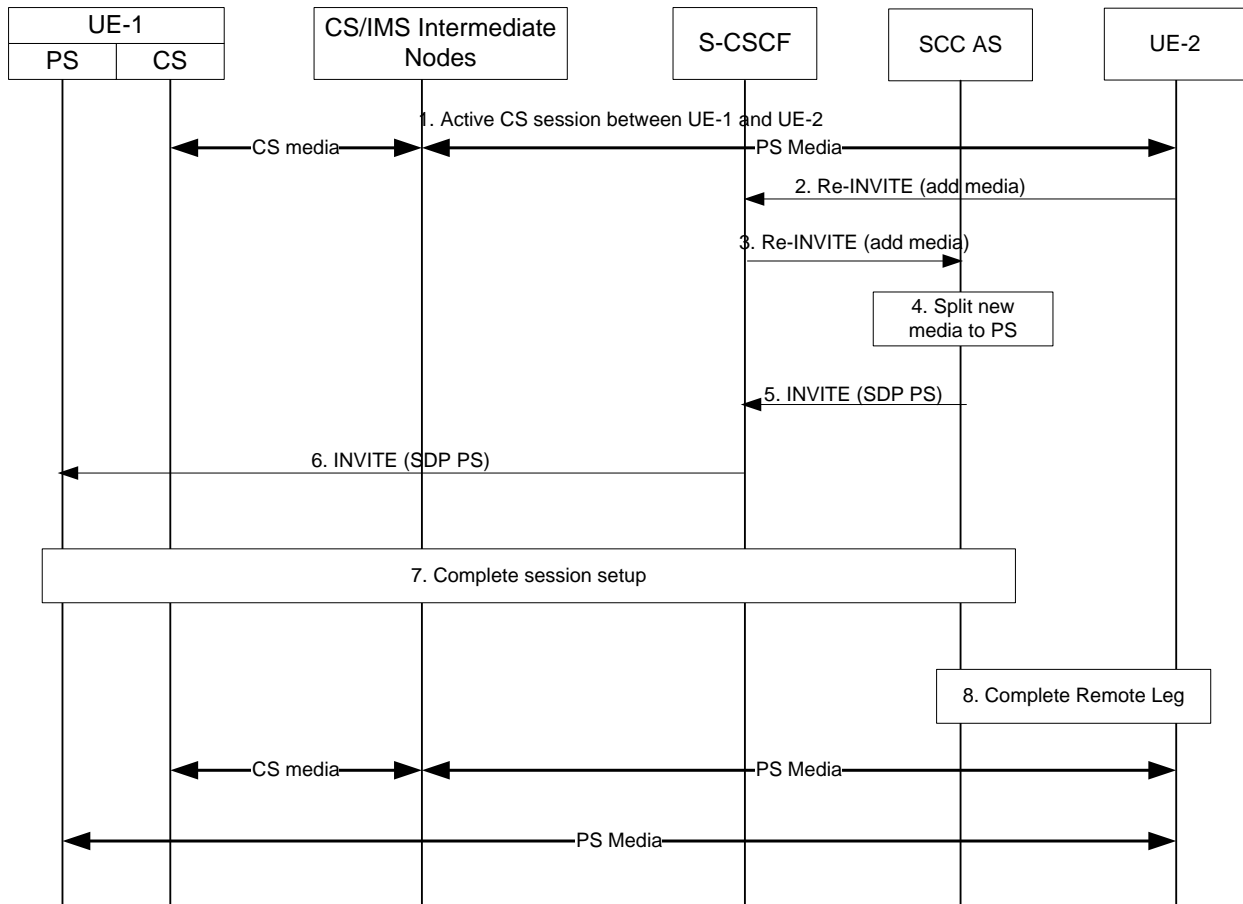 UE-1
PS
CS
CS/IMS Intermediate
Nodes
S-CSCF
SCC AS
UE-2
1. Active CS session between UE-1 and UE-2
CS media
PS Media
2. Re-INVITE (add media)
3. Re-INVITE (add media)
4. Split new
media to PS
5. INVITE (SDP PS)
6. INVITE (SDP PS)
7. Complete session setup
8. Complete Remote Leg
CS media
PS Media
PS Media